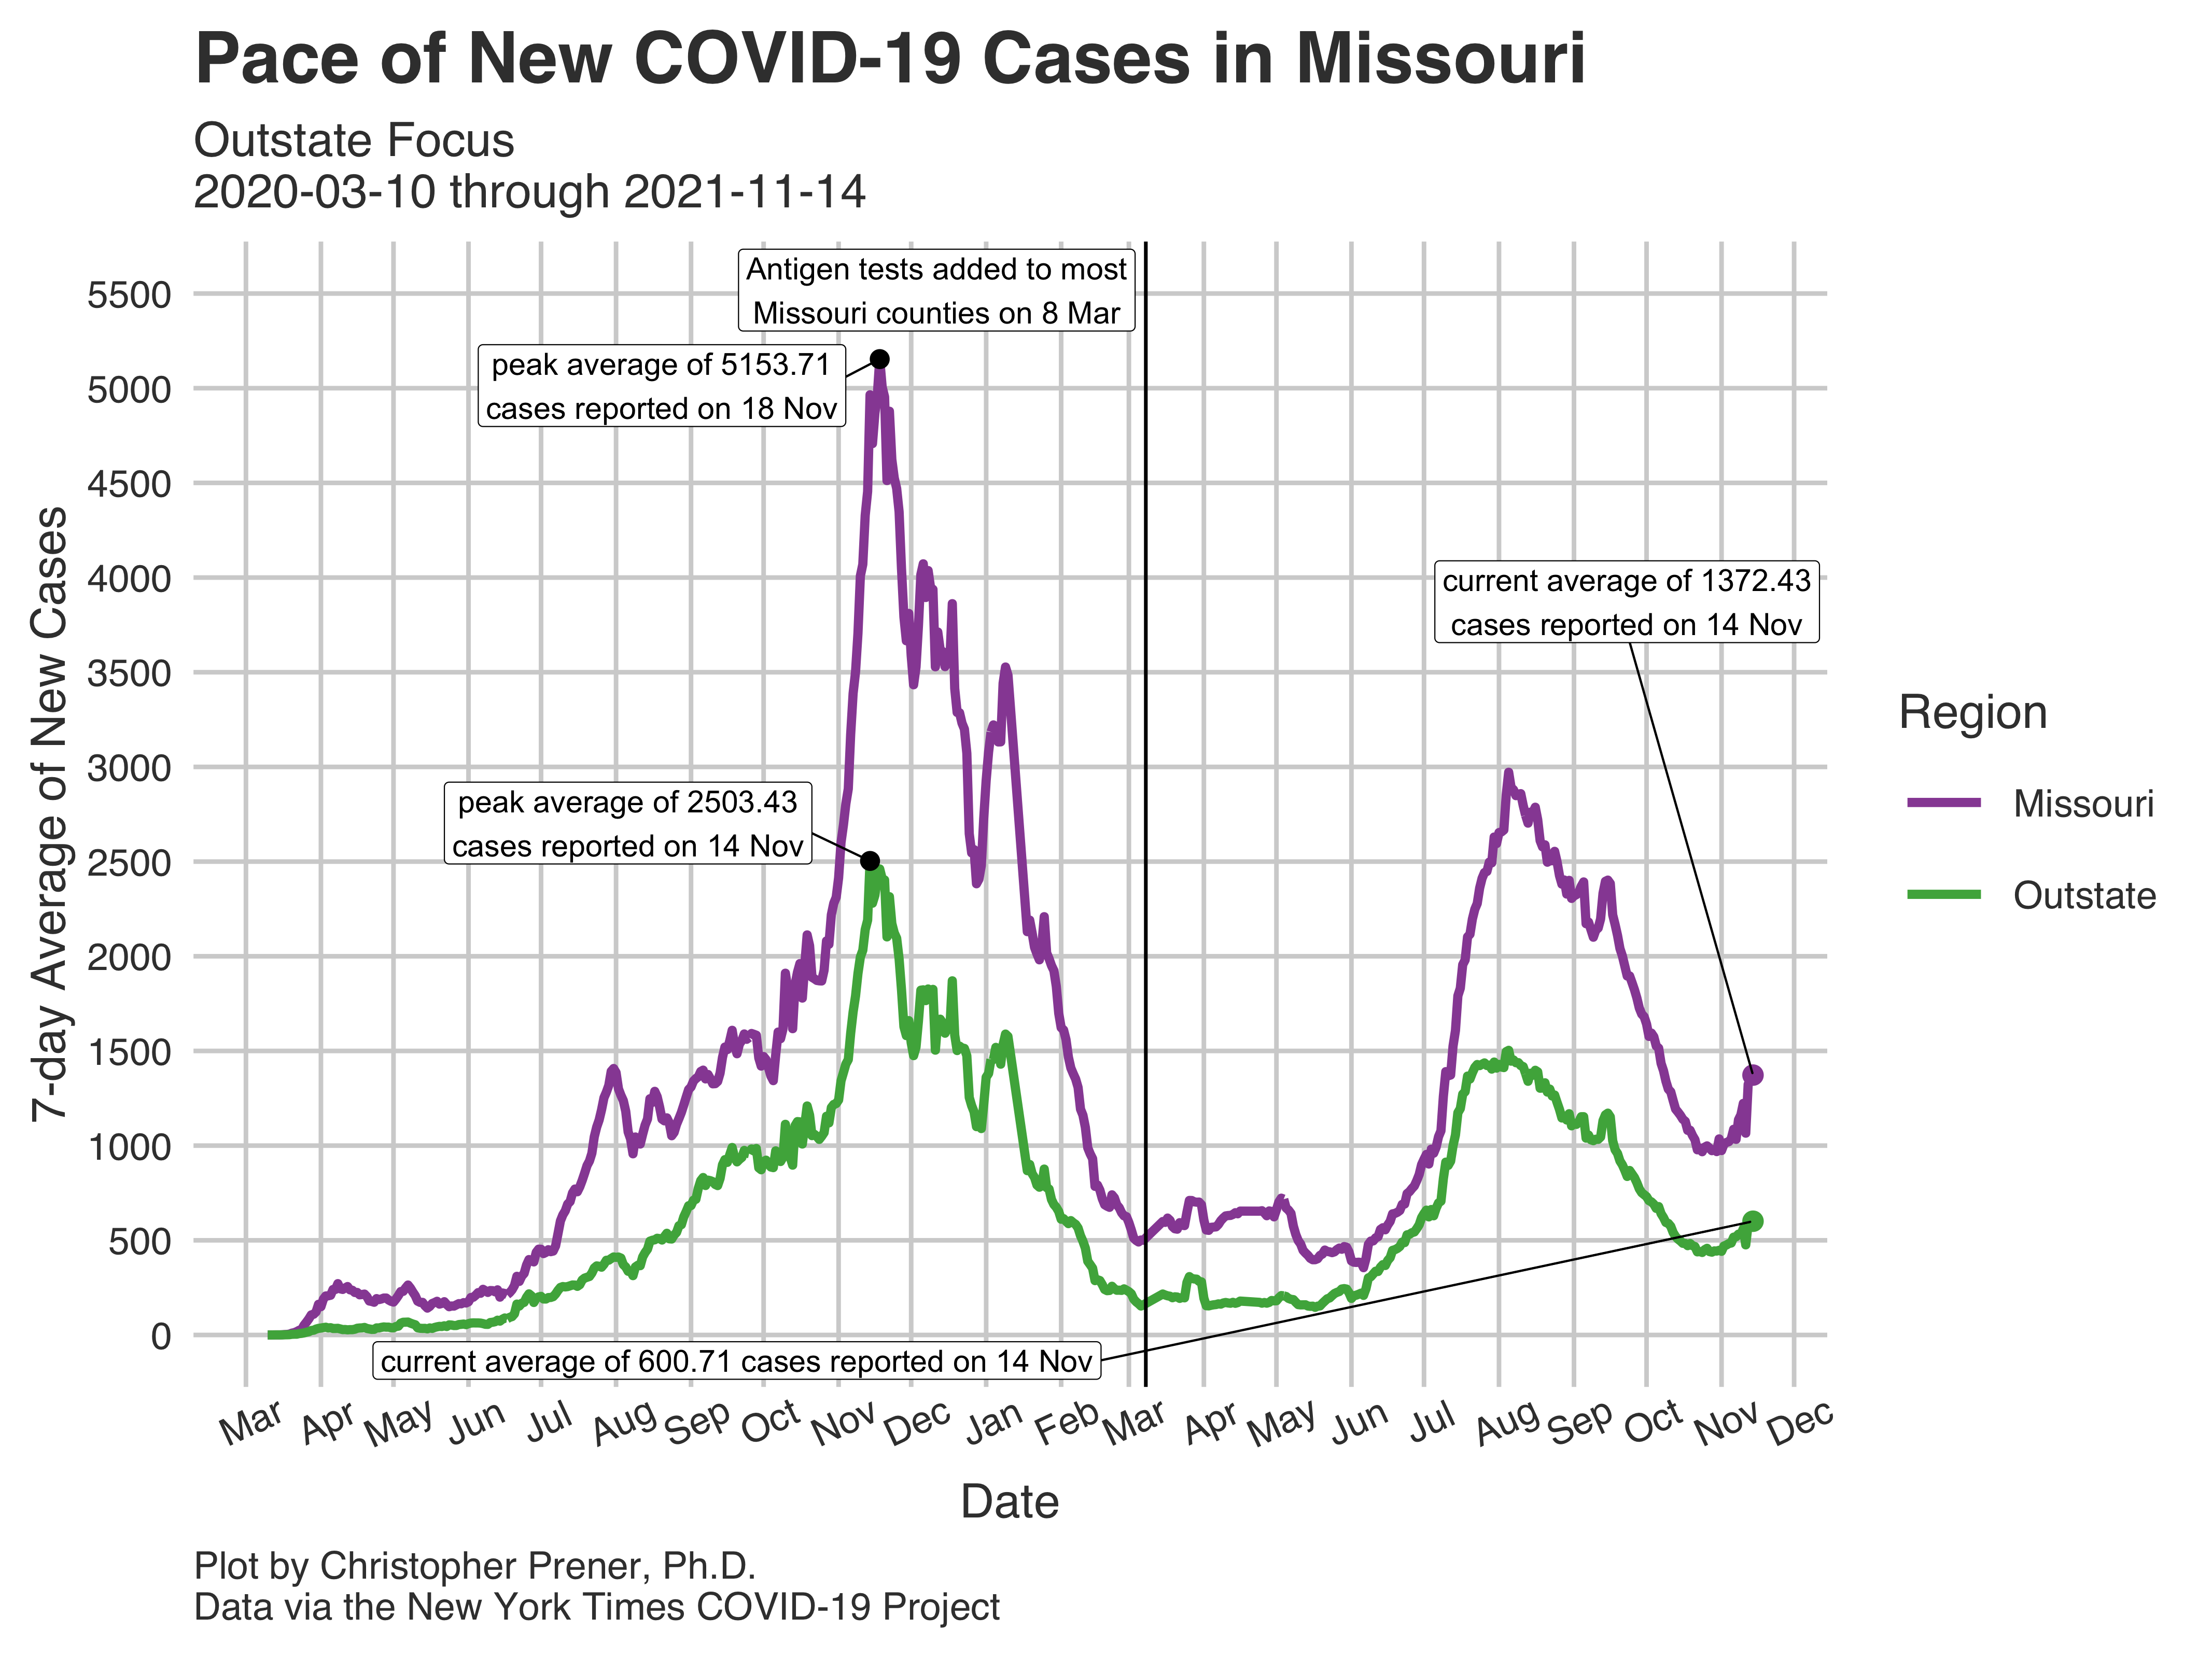 Pace of New COVID-19 Cases in Missouri
Outstate Focus
2020-03-10 through 2021-11-14
Antigen tests added to most
Missouri counties on 8 Mar
peak average of 5153.71
cases reported on 18 Nov
current average of 1372.43
cases reported on 14 Nov
peak average of 2503.43
cases reported on 14 Nov
current average of 600.71 cases reported on 14 Nov
7-day Average of New Cases
5500
5000
4500
4000
3500
3000
2500
2000
1500
1000
500
0
Mar Apr May Jun Jul Aug Sep Oct Nov Dec Jan Feb Mar Apr May Jun Jul Aug Sep Oct Nov Dec
Date
Region
Missouri
Outstate
Plot by Christopher Prener, Ph.D.
Data via the New York Times COVID-19 Project